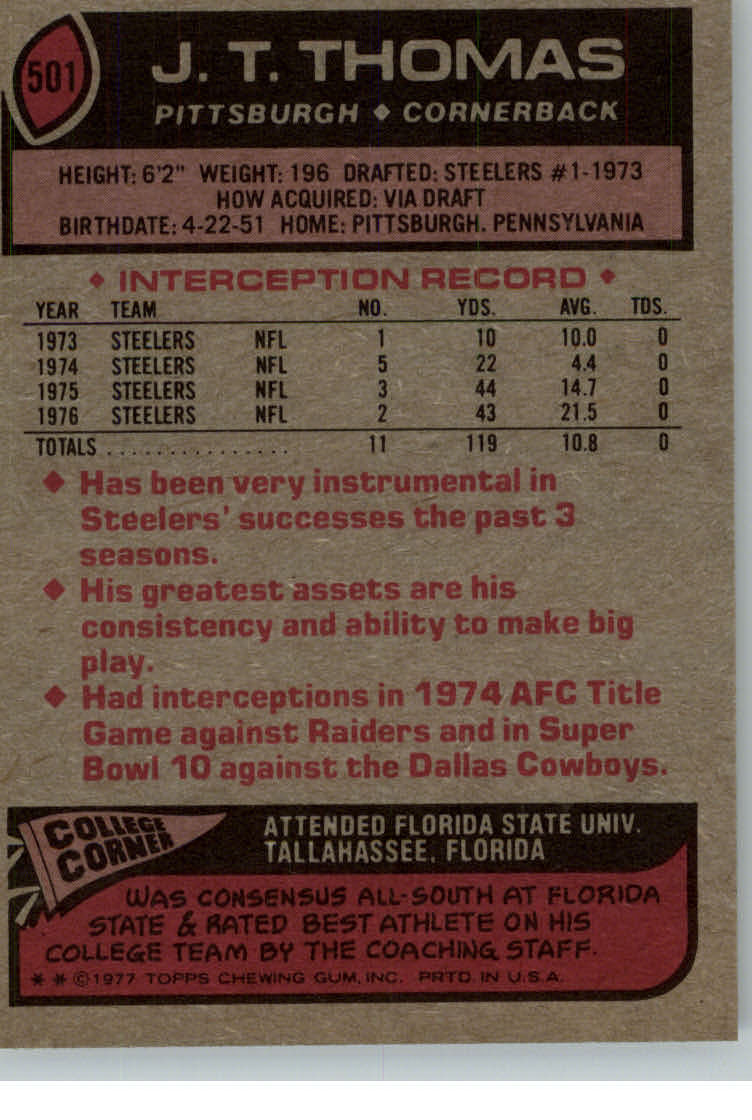 501
J. T. THOMAS
PITTSBURGH ◆ CORNERBACK
HEIGHT: 6'2" WEIGHT: 196 DRAFTED: STEELERS #1-1973
HOW ACQUIRED: VIA DRAFT
BIRTHDATE: 4-22-51 HOME: PITTSBURGH, PENNSYLVANIA
◆ INTERCEPTION RECORD ◆
YEAR TEAM NO. YDS. AVG. TDS.
1973 STEELERS NFL 1 10 10.0 0
1974 STEELERS NFL 5 22 4.4 0
1975 STEELERS NFL 3 44 14.7 0
1976 STEELERS NFL 2 43 21.5 0
TOTALS . . . . . . . . . . . . . . . 11 119 10.8 0
◆ Has been very instrumental in
Steelers' successes the past 3
seasons.
◆ His greatest assets are his
consistency and ability to make big
play.
◆ Had interceptions in 1974 AFC Title
Game against Raiders and in Super
Bowl 10 against the Dallas Cowboys.
COLLEGE
CORNER
ATTENDED FLORIDA STATE UNIV.
TALLAHASSEE, FLORIDA
WAS CONSENSUS ALL-SOUTH AT FLORIDA
STATE & RATED BEST ATHLETE ON HIS
COLLEGE TEAM BY THE COACHING STAFF.
* * ©1977 TOPPS CHEWING GUM, INC. PRTD. IN U.S.A.